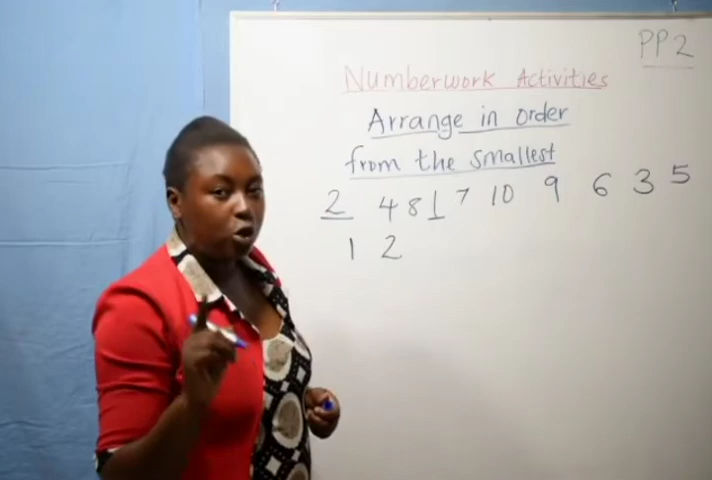 PP2
Numberwork Activities
Arrange in order
from the smallest
2 4 8 1 7 10 9 6 3 5
1 2